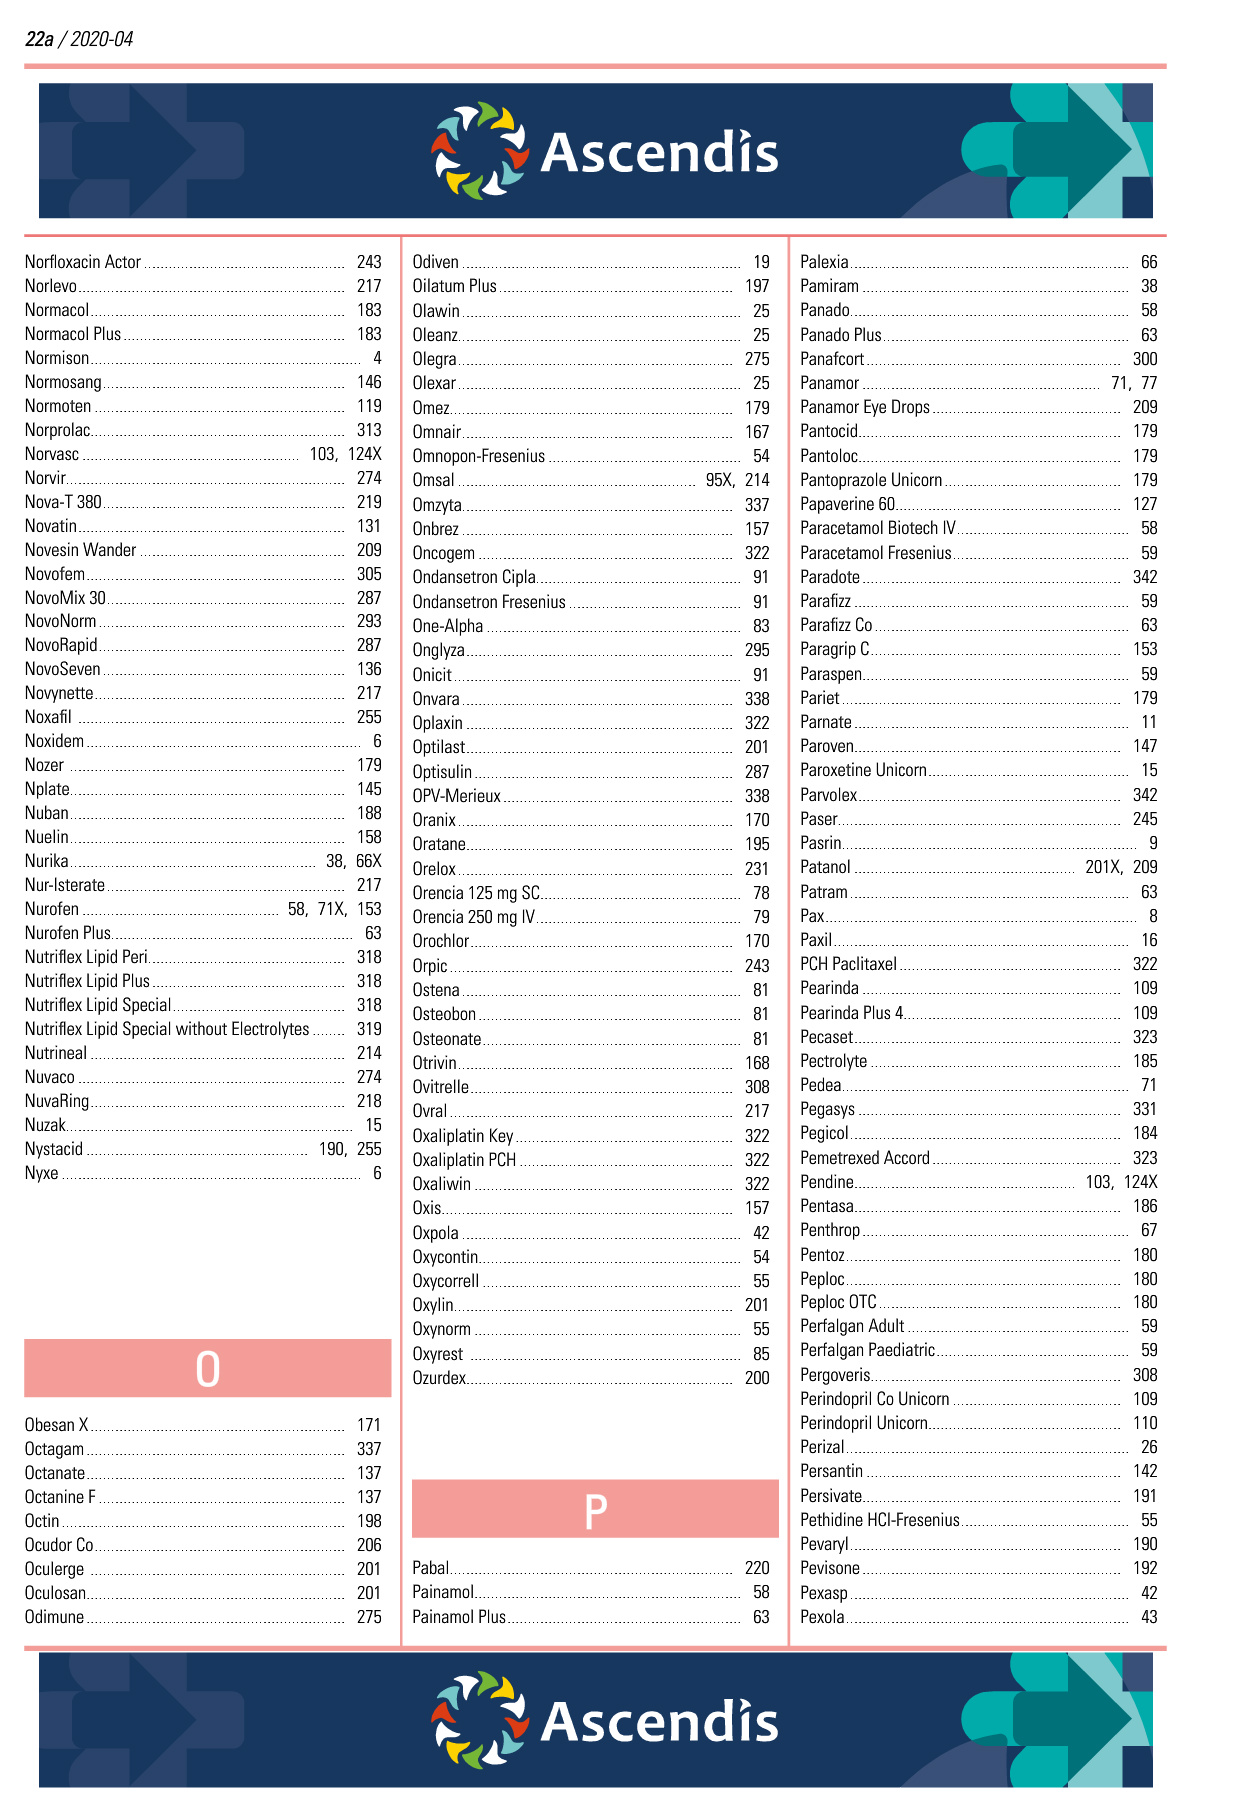 22a / 2020-04
Ascendis
Norfloxacin Actor 243
Norlevo 217
Normacol 183
Normacol Plus 183
Normison 4
Normosang 146
Normoten 119
Norprolac 313
Norvasc 103, 124X
Norvir 274
Nova-T 380 219
Novatin 131
Novesin Wander 209
Novofem 305
NovoMix 30 287
NovoNorm 293
NovoRapid 287
NovoSeven 136
Novynette 217
Noxafil 255
Noxidem 6
Nozer 179
Nplate 145
Nuban 188
Nuelin 158
Nurika 38, 66X
Nur-Isterate 217
Nurofen 58, 71X, 153
Nurofen Plus 63
Nutriflex Lipid Peri 318
Nutriflex Lipid Plus 318
Nutriflex Lipid Special 318
Nutriflex Lipid Special without Electrolytes 319
Nutrineal 214
Nuvaco 274
NuvaRing 218
Nuzak 15
Nystacid 190, 255
Nyxe 6
O
Obesan X 171
Octagam 337
Octanate 137
Octanine F 137
Octin 198
Ocudor Co 206
Oculerge 201
Oculosan 201
Odimune 275
Odiven 19
Oilatum Plus 197
Olawin 25
Oleanz 25
Olegra 275
Olexar 25
Omez 179
Omnair 167
Omnopon-Fresenius 54
Omsal 95X, 214
Omzyta 337
Onbrez 157
Oncogem 322
Ondansetron Cipla 91
Ondansetron Fresenius 91
One-Alpha 83
Onglyza 295
Onicit 91
Onvara 338
Oplaxin 322
Optilast 201
Optisulin 287
OPV-Merieux 338
Oranix 170
Oratane 195
Orelox 231
Orencia 125 mg SC 78
Orencia 250 mg IV 79
Orochlor 170
Orpic 243
Ostena 81
Osteobon 81
Osteonate 81
Otrivin 168
Ovitrelle 308
Ovral 217
Oxaliplatin Key 322
Oxaliplatin PCH 322
Oxaliwin 322
Oxis 157
Oxpola 42
Oxycontin 54
Oxycorrell 55
Oxylin 201
Oxynorm 55
Oxyrest 85
Ozurdex 200
P
Pabal 220
Painamol 58
Painamol Plus 63
Palexia 66
Pamiram 38
Panado 58
Panado Plus 63
Panafcort 300
Panamor 71, 77
Panamor Eye Drops 209
Pantocid 179
Pantoloc 179
Pantoprazole Unicorn 179
Papaverine 60 127
Paracetamol Biotech IV 58
Paracetamol Fresenius 59
Paradote 342
Parafizz 59
Parafizz Co 63
Paragrip C 153
Paraspen 59
Pariet 179
Parnate 11
Paroven 147
Paroxetine Unicorn 15
Parvolex 342
Paser 245
Pasrin 9
Patanol 201X, 209
Patram 63
Pax 8
Paxil 16
PCH Paclitaxel 322
Pearinda 109
Pearinda Plus 4 109
Pecaset 323
Pectrolyte 185
Pedea 71
Pegasys 331
Pegicol 184
Pemetrexed Accord 323
Pendine 103, 124X
Pentasa 186
Penthrop 67
Pentoz 180
Peploc 180
Peploc OTC 180
Perfalgan Adult 59
Perfalgan Paediatric 59
Pergoveris 308
Perindopril Co Unicorn 109
Perindopril Unicorn 110
Perizal 26
Persantin 142
Persivate 191
Pethidine HCl-Fresenius 55
Pevaryl 190
Pevisone 192
Pexasp 42
Pexola 43
Ascendis